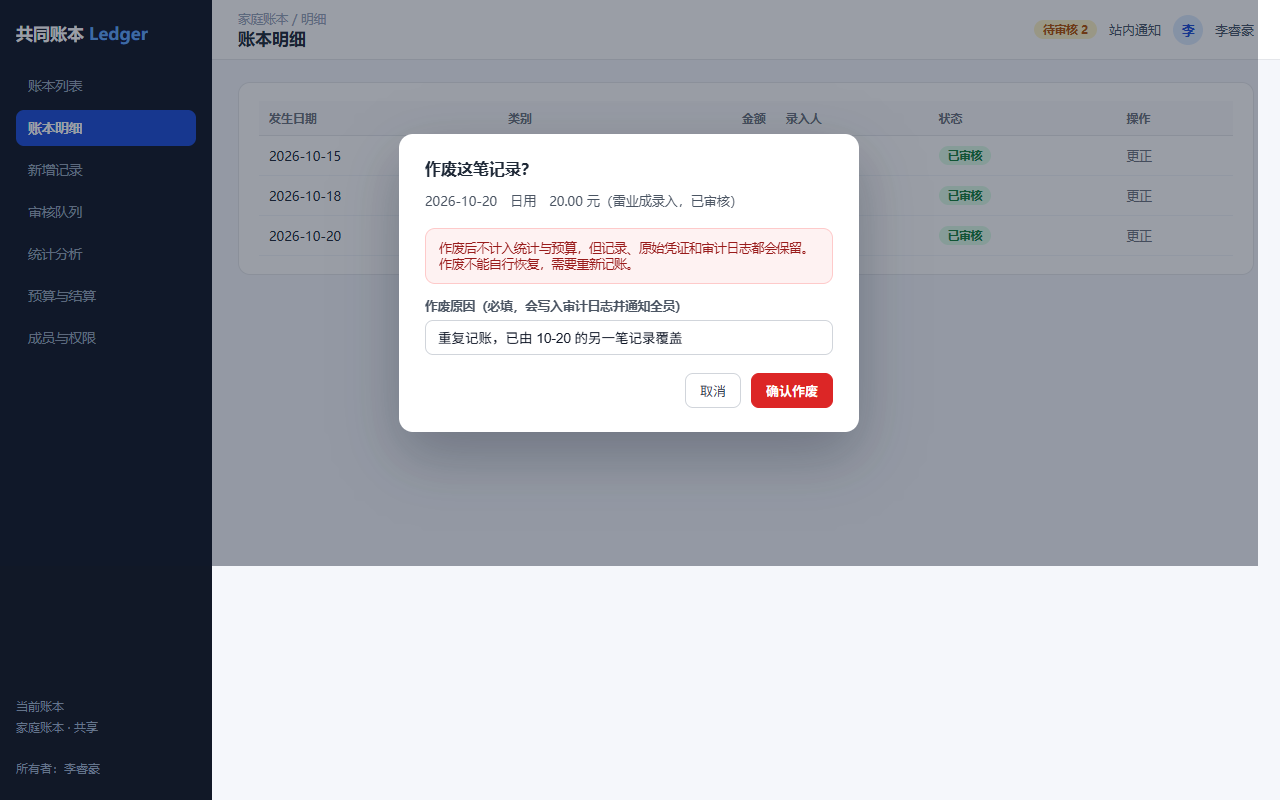 共同账本 Ledger
账本列表
账本明细
新增记录
审核队列
统计分析
预算与结算
成员与权限
当前账本
家庭账本 · 共享
所有者：李睿豪
家庭账本 / 明细
账本明细
待审核 2
站内通知
李
李睿豪
发生日期 类别 金额 录入人 状态 操作
2026-10-15 已审核 更正
2026-10-18 已审核 更正
2026-10-20 已审核 更正
作废这笔记录?
2026-10-20 日用 20.00 元（雷业成录入，已审核）
作废后不计入统计与预算，但记录、原始凭证和审计日志都会保留。
作废不能自行恢复，需要重新记账。
作废原因（必填，会写入审计日志并通知全员）
重复记账，已由 10-20 的另一笔记录覆盖
取消
确认作废